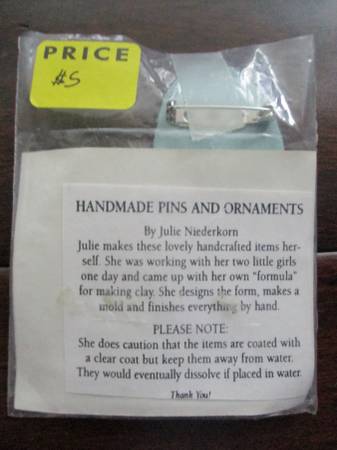 PRICE
#5
HANDMADE PINS AND ORNAMENTS
By Julie Niederkorn
Julie makes these lovely handcrafted items her-
self. She was working with her two little girls
one day and came up with her own "formula"
for making clay. She designs the form, makes a
mold and finishes everything by hand.
PLEASE NOTE:
She does caution that the items are coated with
a clear coat but keep them away from water.
They would eventually dissolve if placed in water.
Thank You!